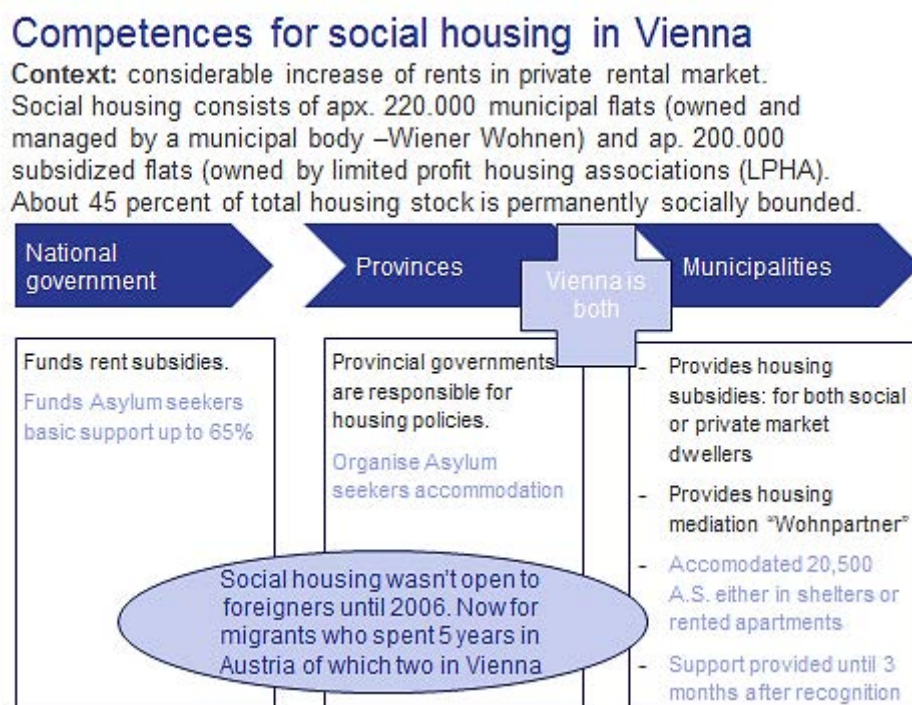 Competences for social housing in Vienna
Context: considerable increase of rents in private rental market.
Social housing consists of apx. 220.000 municipal flats (owned and
managed by a municipal body –Wiener Wohnen) and ap. 200.000
subsidized flats (owned by limited profit housing associations (LPHA).
About 45 percent of total housing stock is permanently socially bounded.
National
government
Provinces
Vienna is
both
Municipalities
Funds rent subsidies.
Funds Asylum seekers
basic support up to 65%
Provincial governments
are responsible for
housing policies.
Organise Asylum
seekers accommodation
- Provides housing
subsidies: for both social
or private market
dwellers
- Provides housing
mediation “Wohnpartner”
- Accomodated 20,500
A.S. either in shelters or
rented apartments
- Support provided until 3
months after recognition
Social housing wasn't open to
foreigners until 2006. Now for
migrants who spent 5 years in
Austria of which two in Vienna